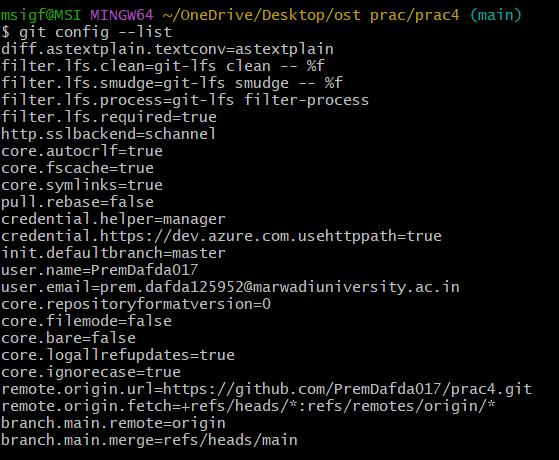 msigf@MSI MINGW64 ~/OneDrive/Desktop/ost prac/prac4 (main)
$ git config --list
diff.astextplain.textconv=astextplain
filter.lfs.clean=git-lfs clean -- %f
filter.lfs.smudge=git-lfs smudge -- %f
filter.lfs.process=git-lfs filter-process
filter.lfs.required=true
http.sslbackend=schannel
core.autocrlf=true
core.fscache=true
core.symlinks=true
pull.rebase=false
credential.helper=manager
credential.https://dev.azure.com.usehttppath=true
init.defaultbranch=master
user.name=PremDafda017
user.email=prem.dafda125952@marwadiuniversity.ac.in
core.repositoryformatversion=0
core.filemode=false
core.bare=false
core.logallrefupdates=true
core.ignorecase=true
remote.origin.url=https://github.com/PremDafda017/prac4.git
remote.origin.fetch=+refs/heads/*:refs/remotes/origin/*
branch.main.remote=origin
branch.main.merge=refs/heads/main